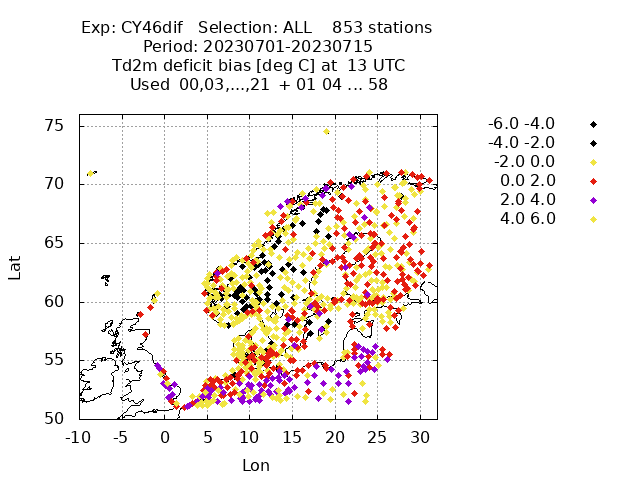 Exp: CY46dif   Selection: ALL    853 stations
Period: 20230701-20230715
Td2m deficit bias [deg C] at  13 UTC
Used  00,03,...,21  + 01 04 ... 58
-6.0 -4.0
-4.0 -2.0
-2.0 0.0
0.0 2.0
2.0 4.0
4.0 6.0
75
70
65
60
55
50
Lat
-10 -5 0 5 10 15 20 25 30
Lon